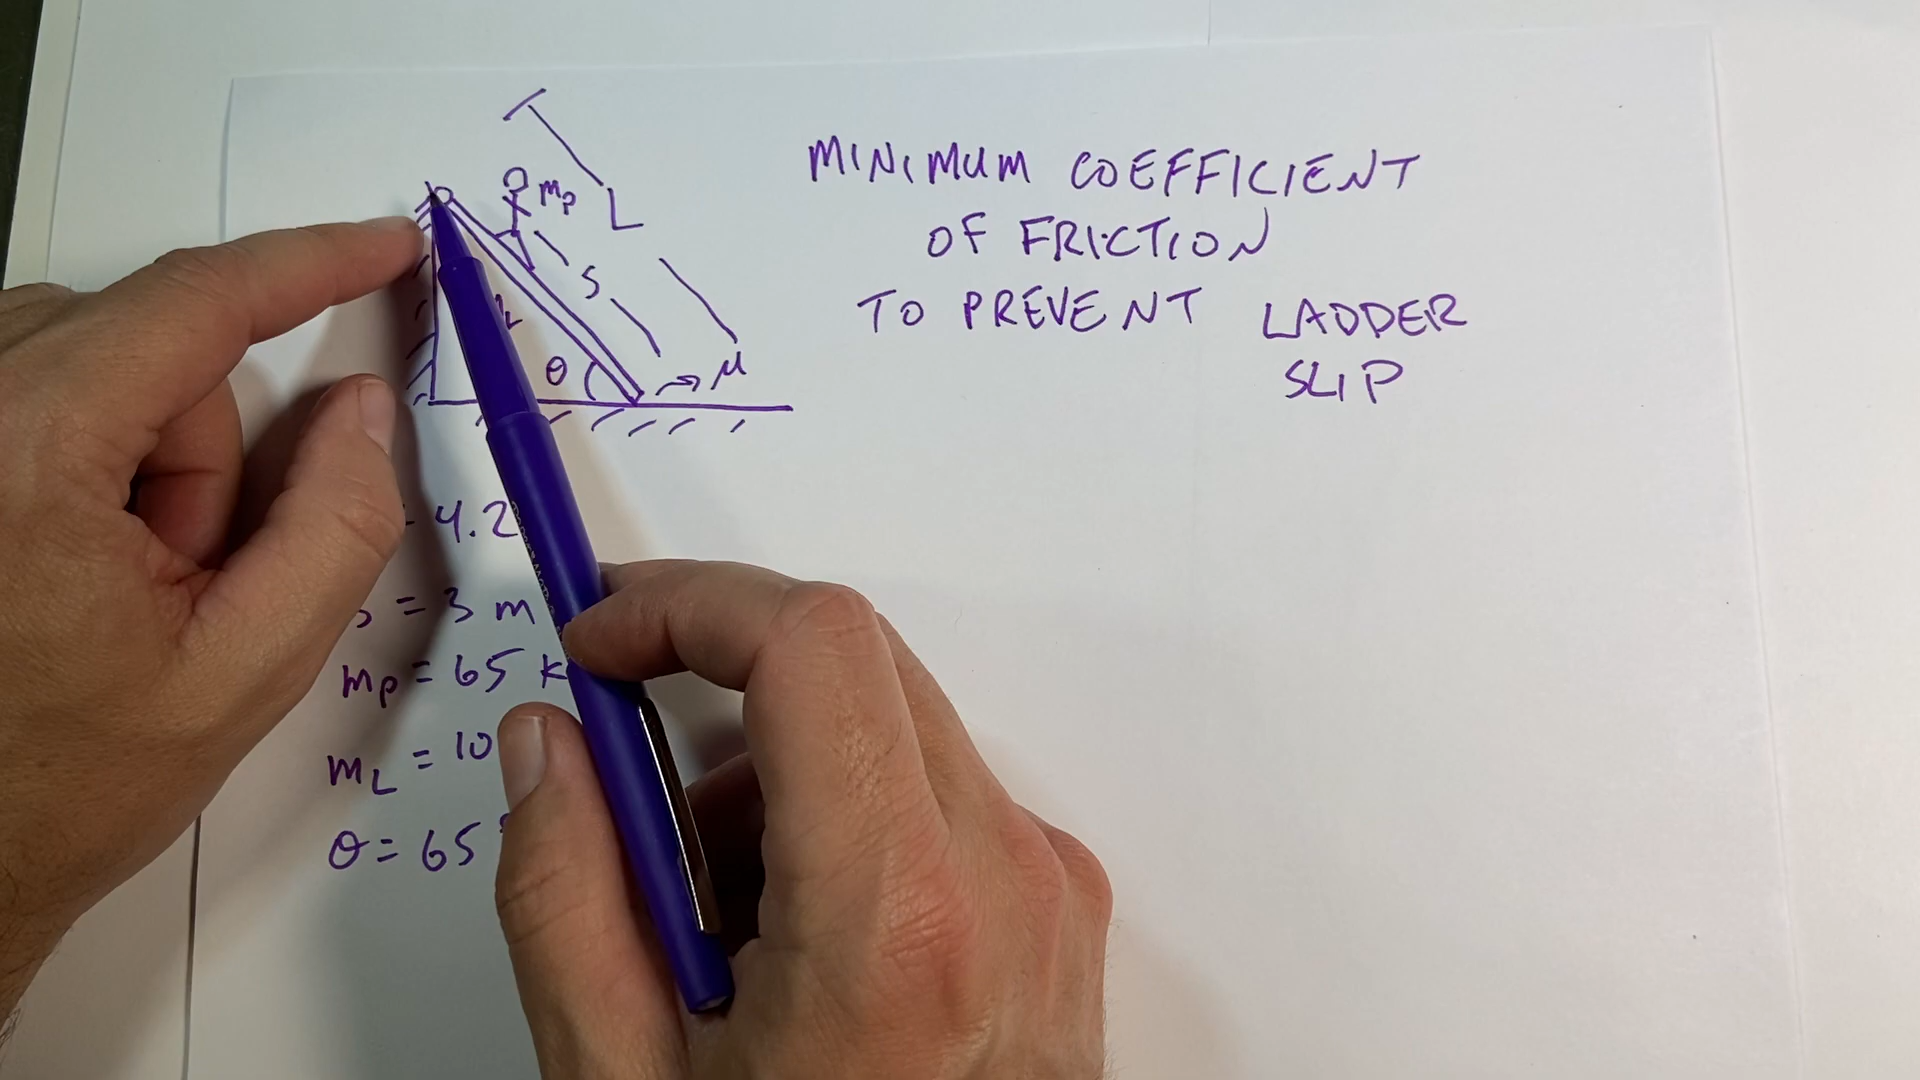 MINIMUM COEFFICIENT
OF FRICTION
TO PREVENT LADDER
SLIP
mp
L
S
θ
μ
4.2
= 3 m
mp = 65
mL = 10
θ = 65°